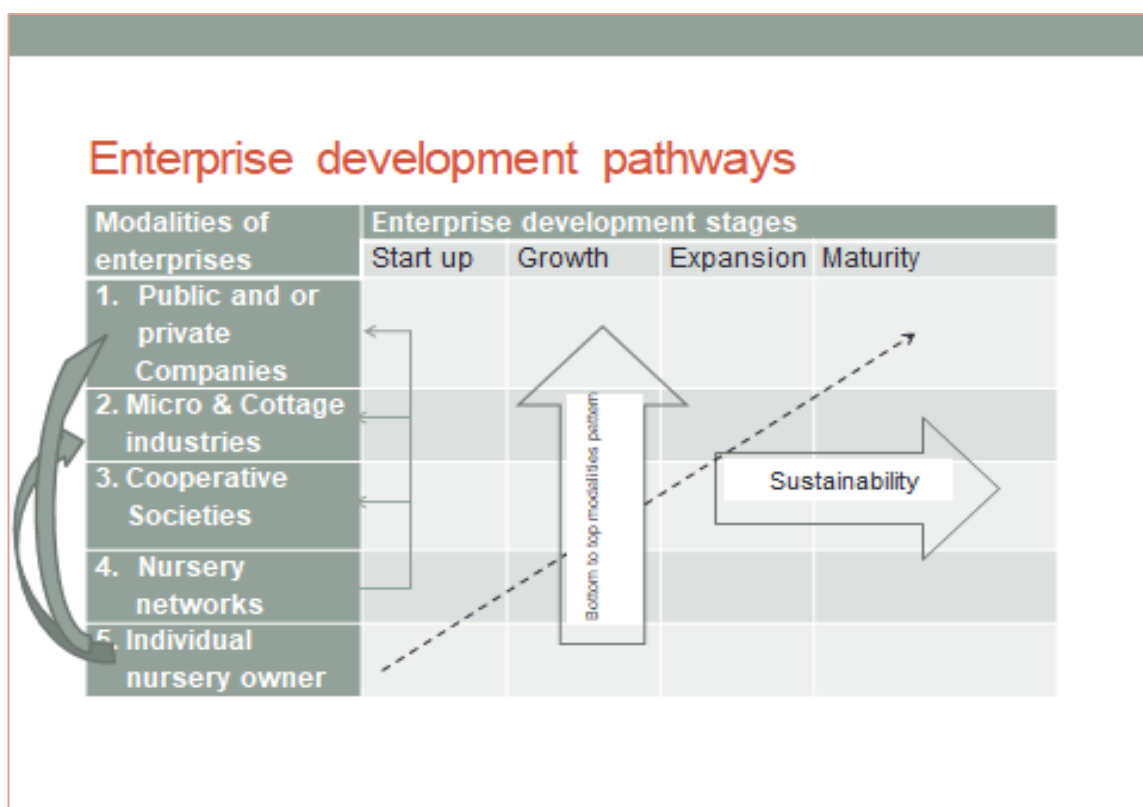 Enterprise development pathways
Modalities of
enterprises
Enterprise development stages
Start up
Growth
Expansion
Maturity
1. Public and or
private
Companies
2. Micro & Cottage
industries
3. Cooperative
Societies
4. Nursery
networks
5. Individual
nursery owner
Bottom to top modalities pattern
Sustainability